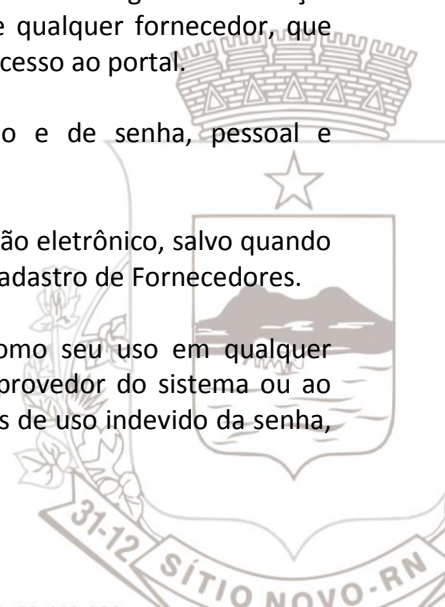 e qualquer fornecedor, que
cesso ao portal.
o e de senha, pessoal e
ão eletrônico, salvo quando
adastro de Fornecedores.
omo seu uso em qualquer
provedor do sistema ou ao
s de uso indevido da senha,
31-12 SÍTIO NOVO-RN